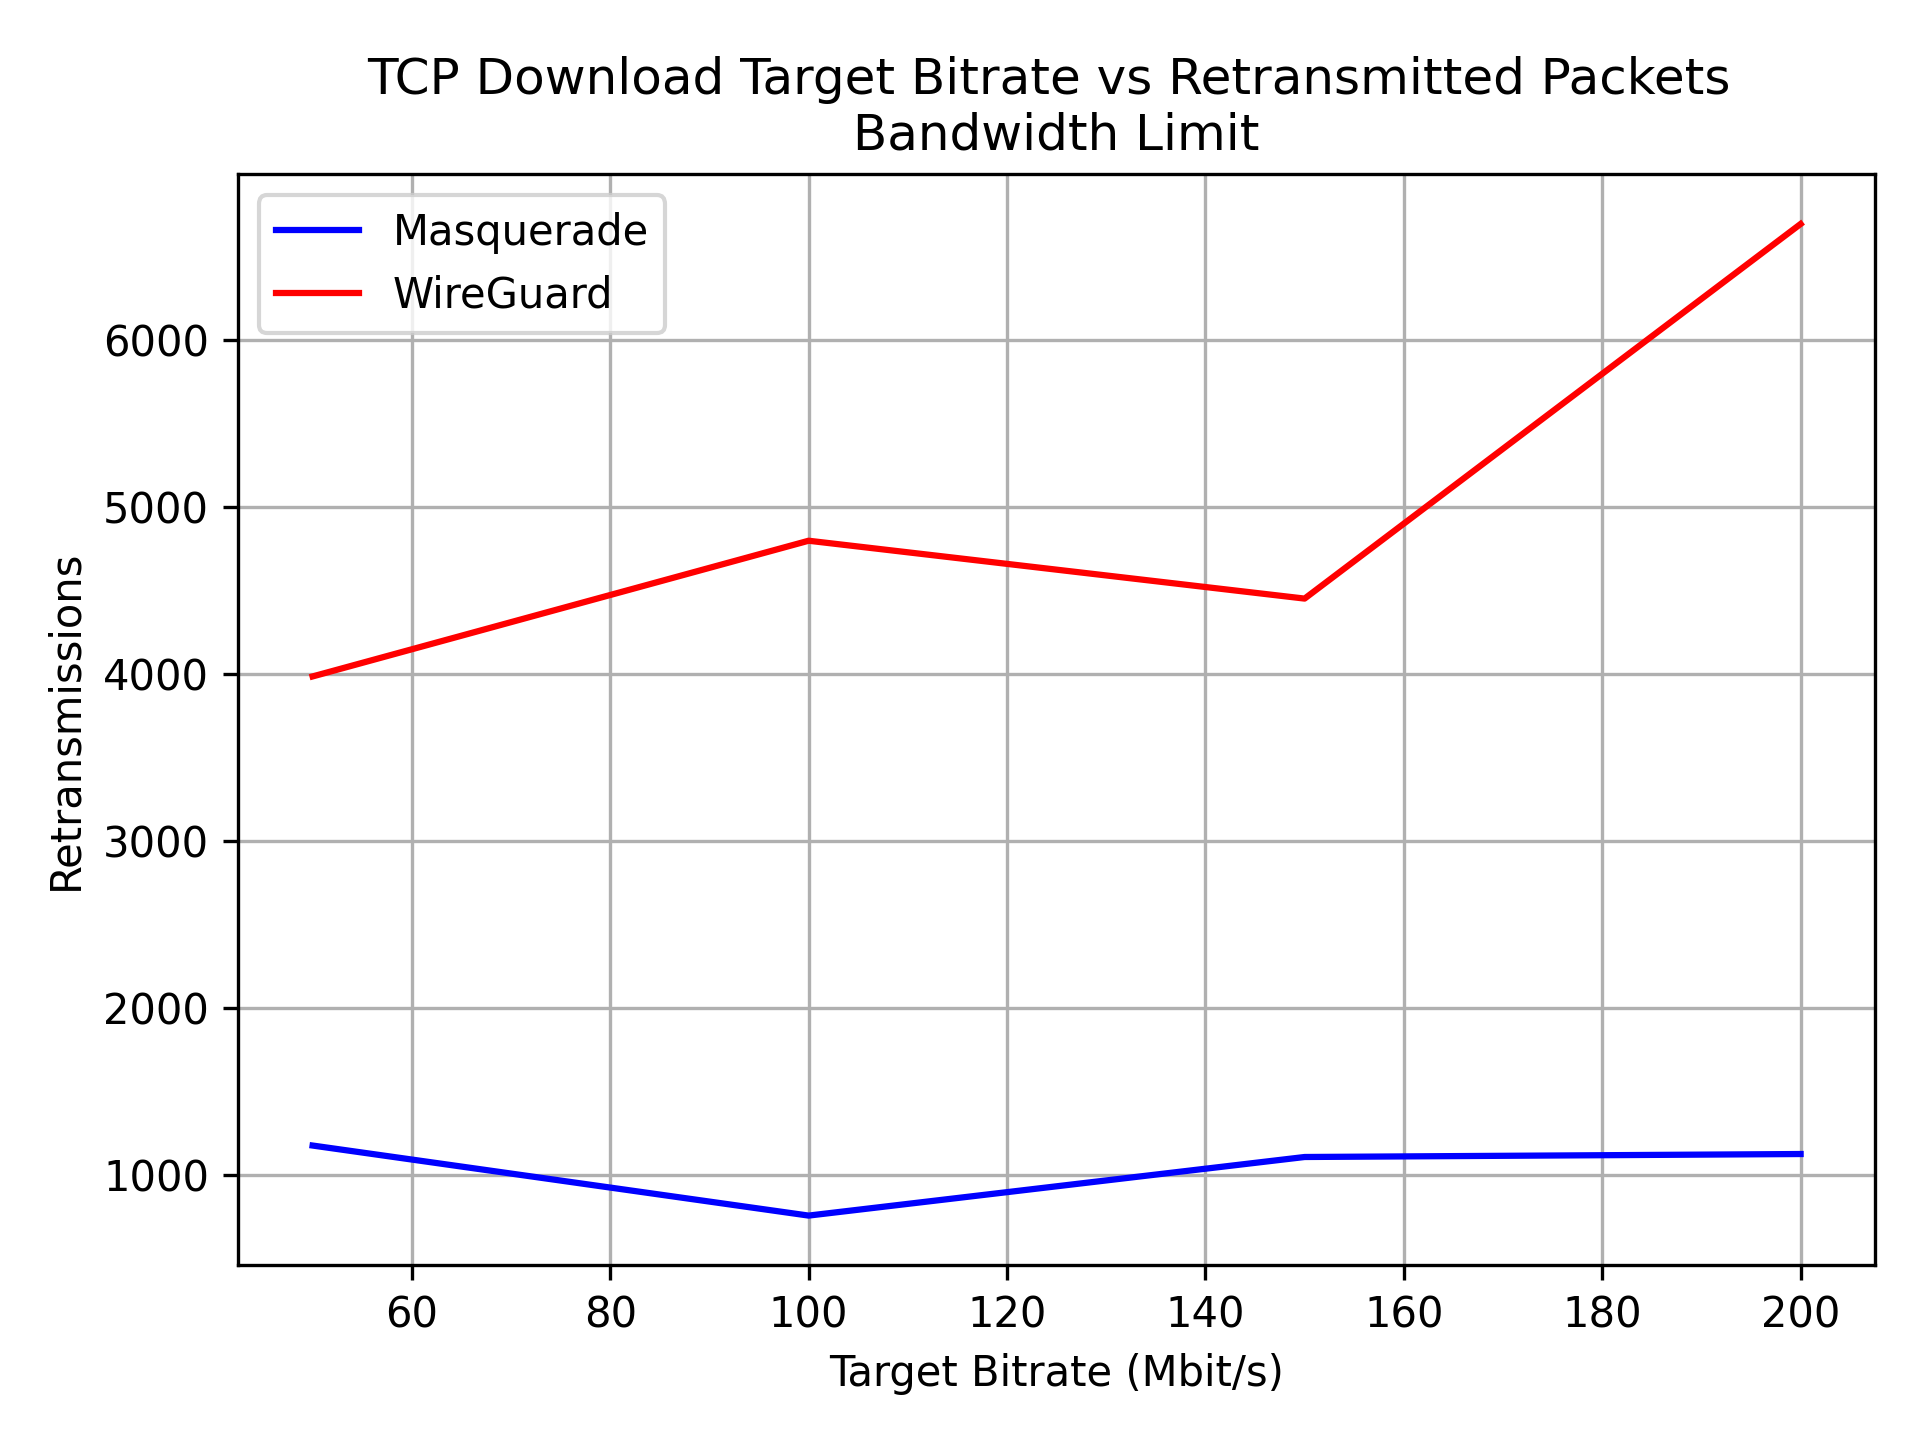 TCP Download Target Bitrate vs Retransmitted Packets
Bandwidth Limit
Masquerade
WireGuard
6000
5000
4000
3000
2000
1000
Retransmissions
60 80 100 120 140 160 180 200
Target Bitrate (Mbit/s)